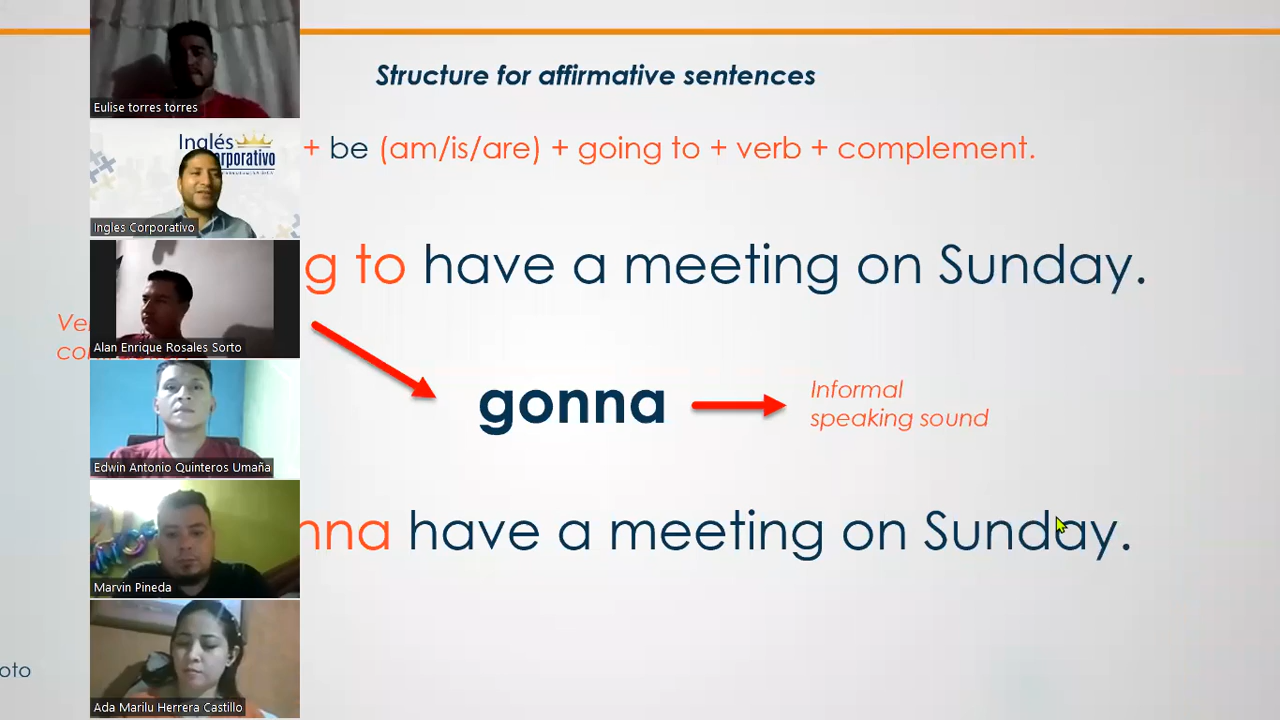 Structure for affirmative sentences
+ be (am/is/are) + going to + verb + complement.
g to have a meeting on Sunday.
gonna
Informal
speaking sound
nna have a meeting on Sunday.
oto
Eulise torres torres
Inglés
Corporativo
Ingles Corporativo
Alan Enrique Rosales Sorto
Edwin Antonio Quinteros Umaña
Marvin Pineda
Ada Marilu Herrera Castillo